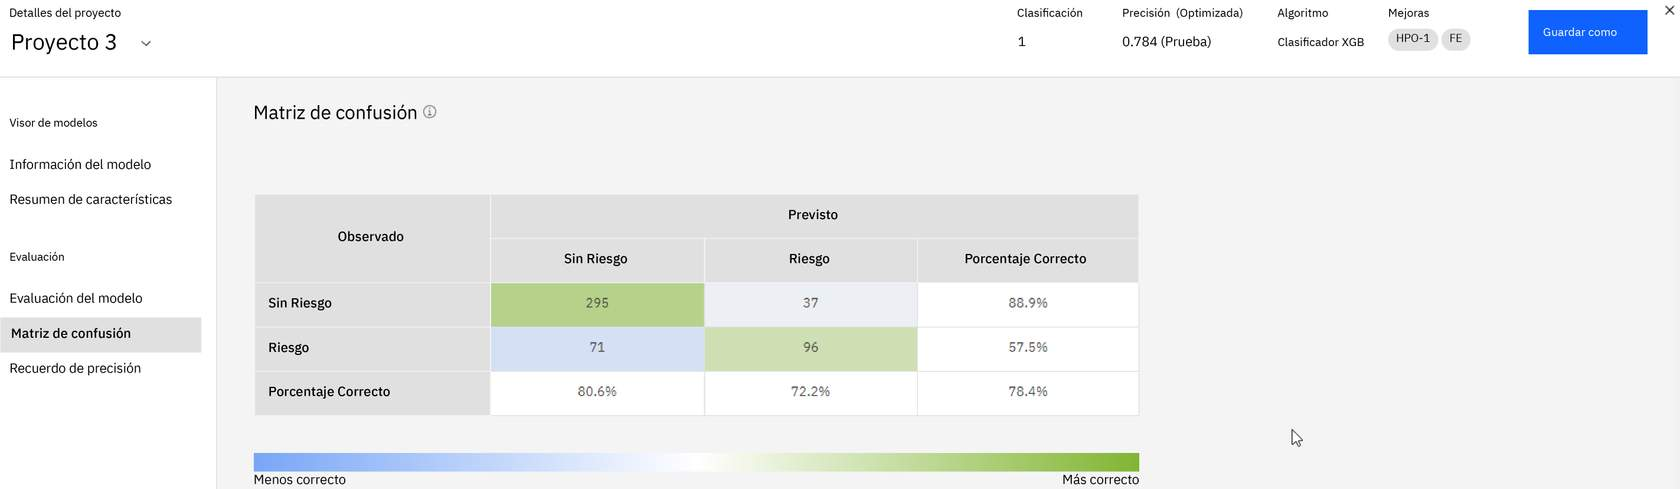 Detalles del proyecto
Proyecto 3
Clasificación
1
Precisión (Optimizada)
0.784 (Prueba)
Algoritmo
Clasificador XGB
Mejoras
HPO-1 FE
Guardar como
Visor de modelos
Información del modelo
Resumen de características
Evaluación
Evaluación del modelo
Matriz de confusión
Recuerdo de precisión
Matriz de confusión
Observado
Previsto
Sin Riesgo Riesgo Porcentaje Correcto
Sin Riesgo 295 37 88.9%
Riesgo 71 96 57.5%
Porcentaje Correcto 80.6% 72.2% 78.4%
Menos correcto Más correcto